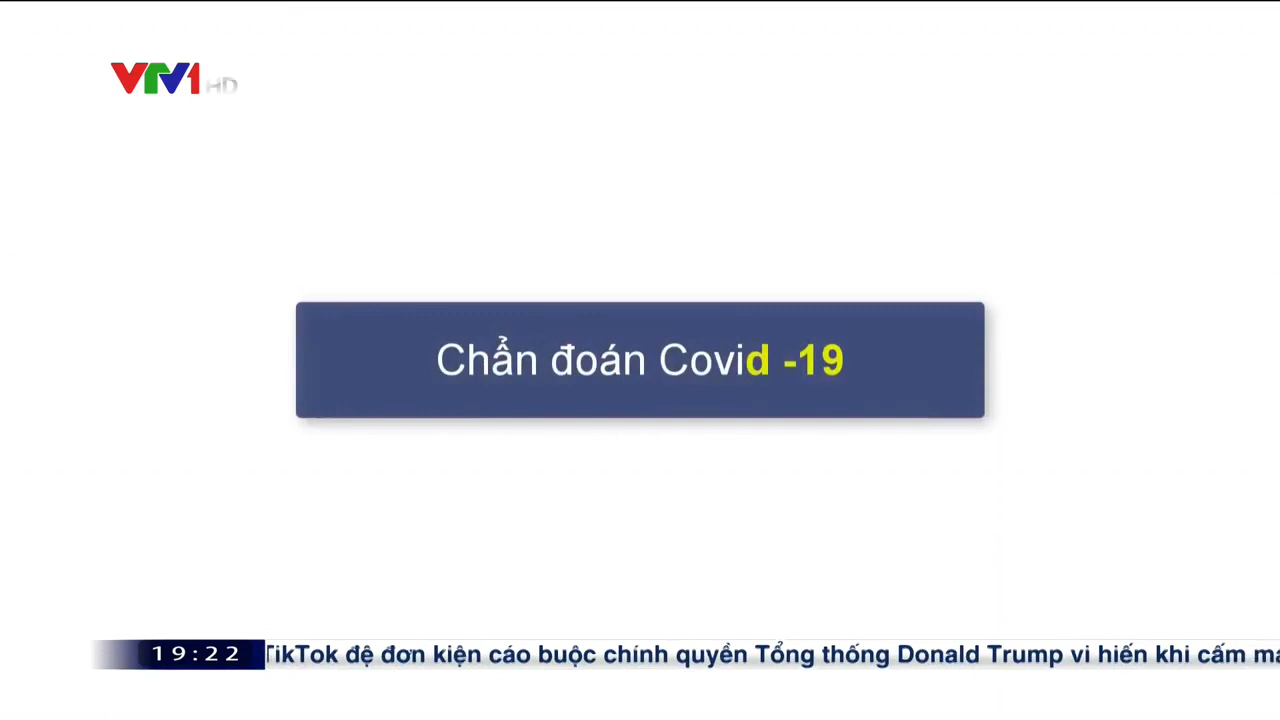 VTV1 HD
Chẩn đoán Covid -19
19:22 TikTok đệ đơn kiện cáo buộc chính quyền Tổng thống Donald Trump vi hiến khi cấm